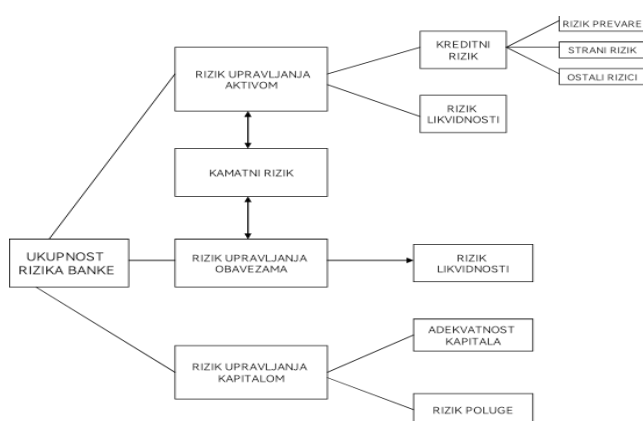 RIZIK PREVARE
KREDITNI
RIZIK
STRANI RIZIK
OSTALI RIZICI
RIZIK UPRAVLJANJA
AKTIVOM
RIZIK
LIKVIDNOSTI
KAMATNI RIZIK
UKUPNOST
RIZIKA BANKE
RIZIK UPRAVLJANJA
OBAVEZAMA
RIZIK
LIKVIDNOSTI
ADEKVATNOST
KAPITALA
RIZIK UPRAVLJANJA
KAPITALOM
RIZIK POLUGE